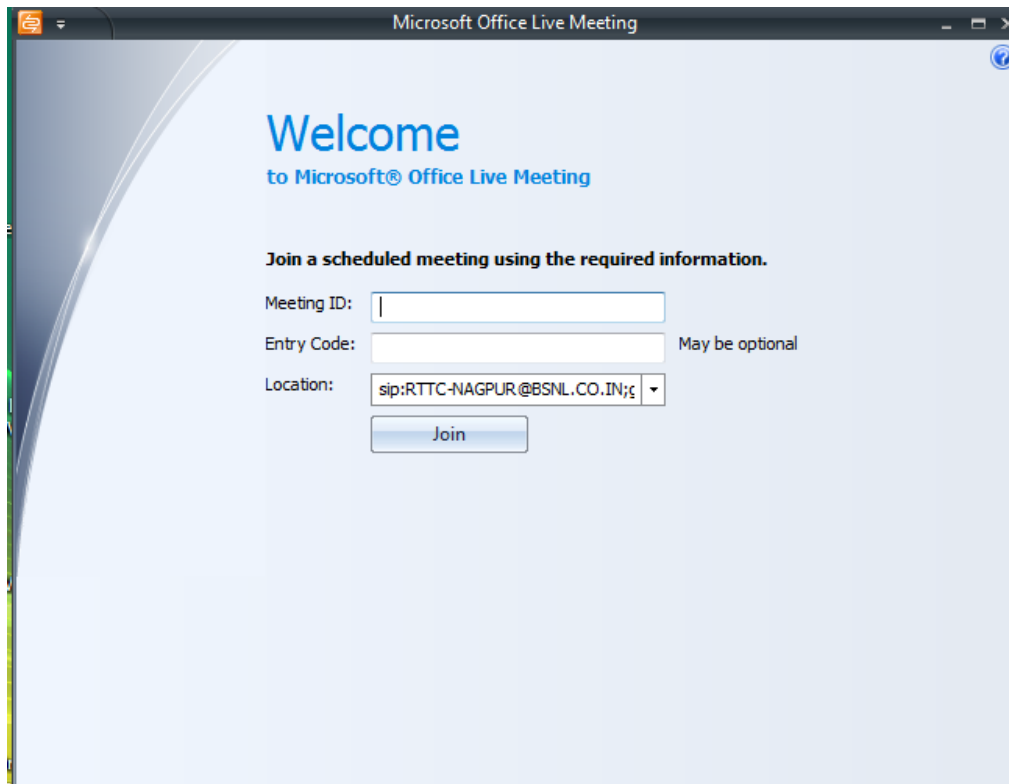 Microsoft Office Live Meeting
Welcome
to Microsoft® Office Live Meeting
Join a scheduled meeting using the required information.
Meeting ID:
Entry Code: May be optional
Location: sip:RTTC-NAGPUR@BSNL.CO.IN;
Join